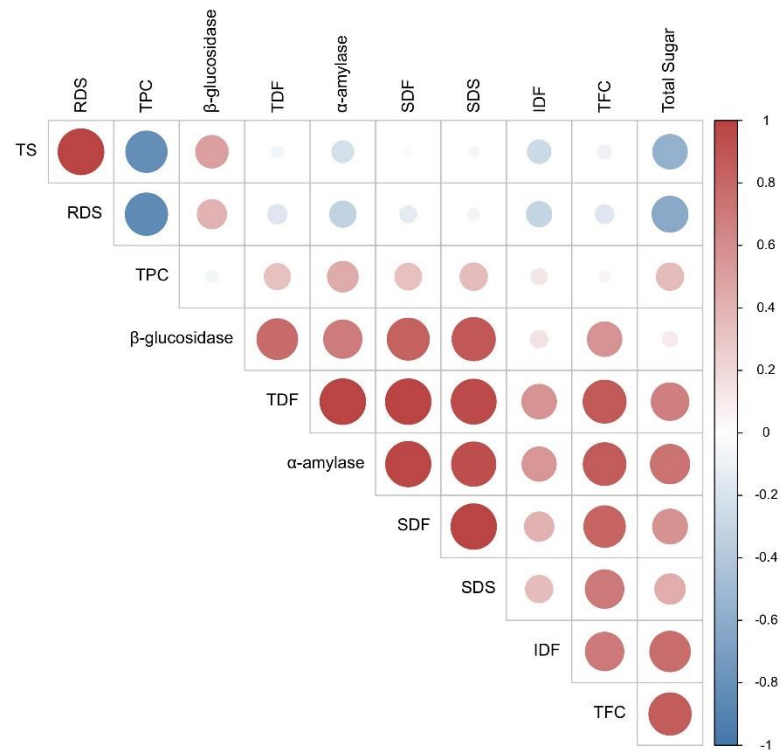 RDS
TPC
β-glucosidase
TDF
α-amylase
SDF
SDS
IDF
TFC
Total Sugar
TS
RDS
TPC
β-glucosidase
TDF
α-amylase
SDF
SDS
IDF
TFC
1
0.8
0.6
0.4
0.2
0
-0.2
-0.4
-0.6
-0.8
-1